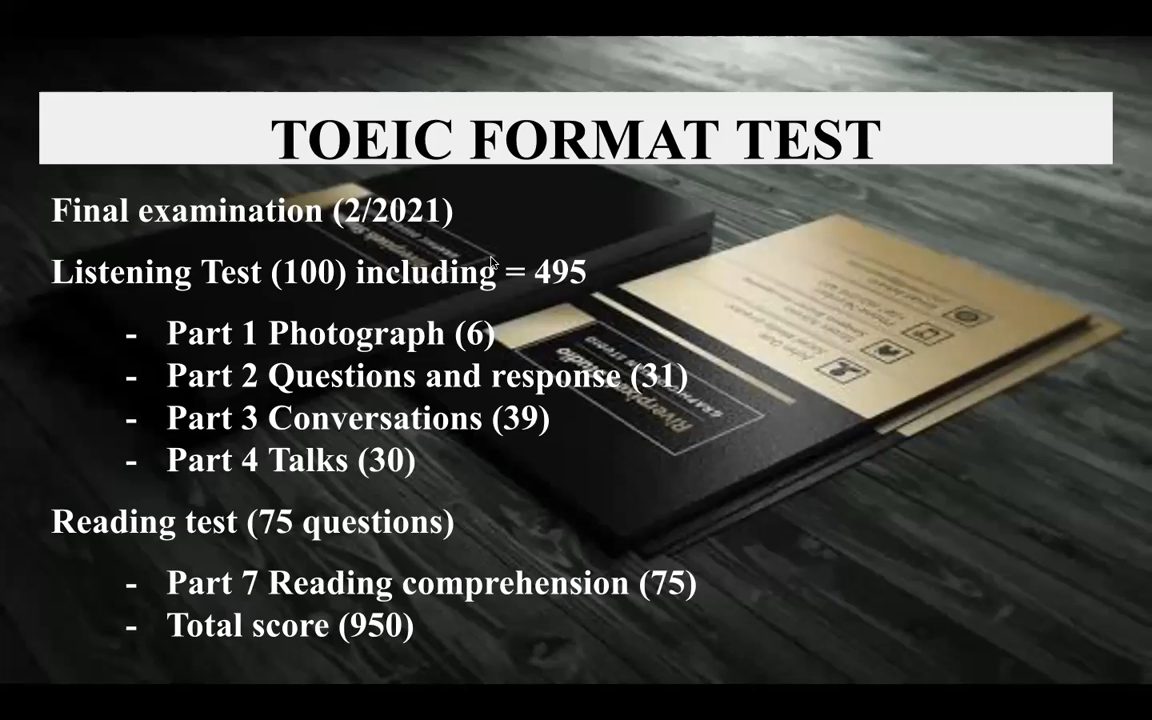 TOEIC FORMAT TEST
Final examination (2/2021)
Listening Test (100) including = 495
- Part 1 Photograph (6)
- Part 2 Questions and response (31)
- Part 3 Conversations (39)
- Part 4 Talks (30)
Reading test (75 questions)
- Part 7 Reading comprehension (75)
- Total score (950)